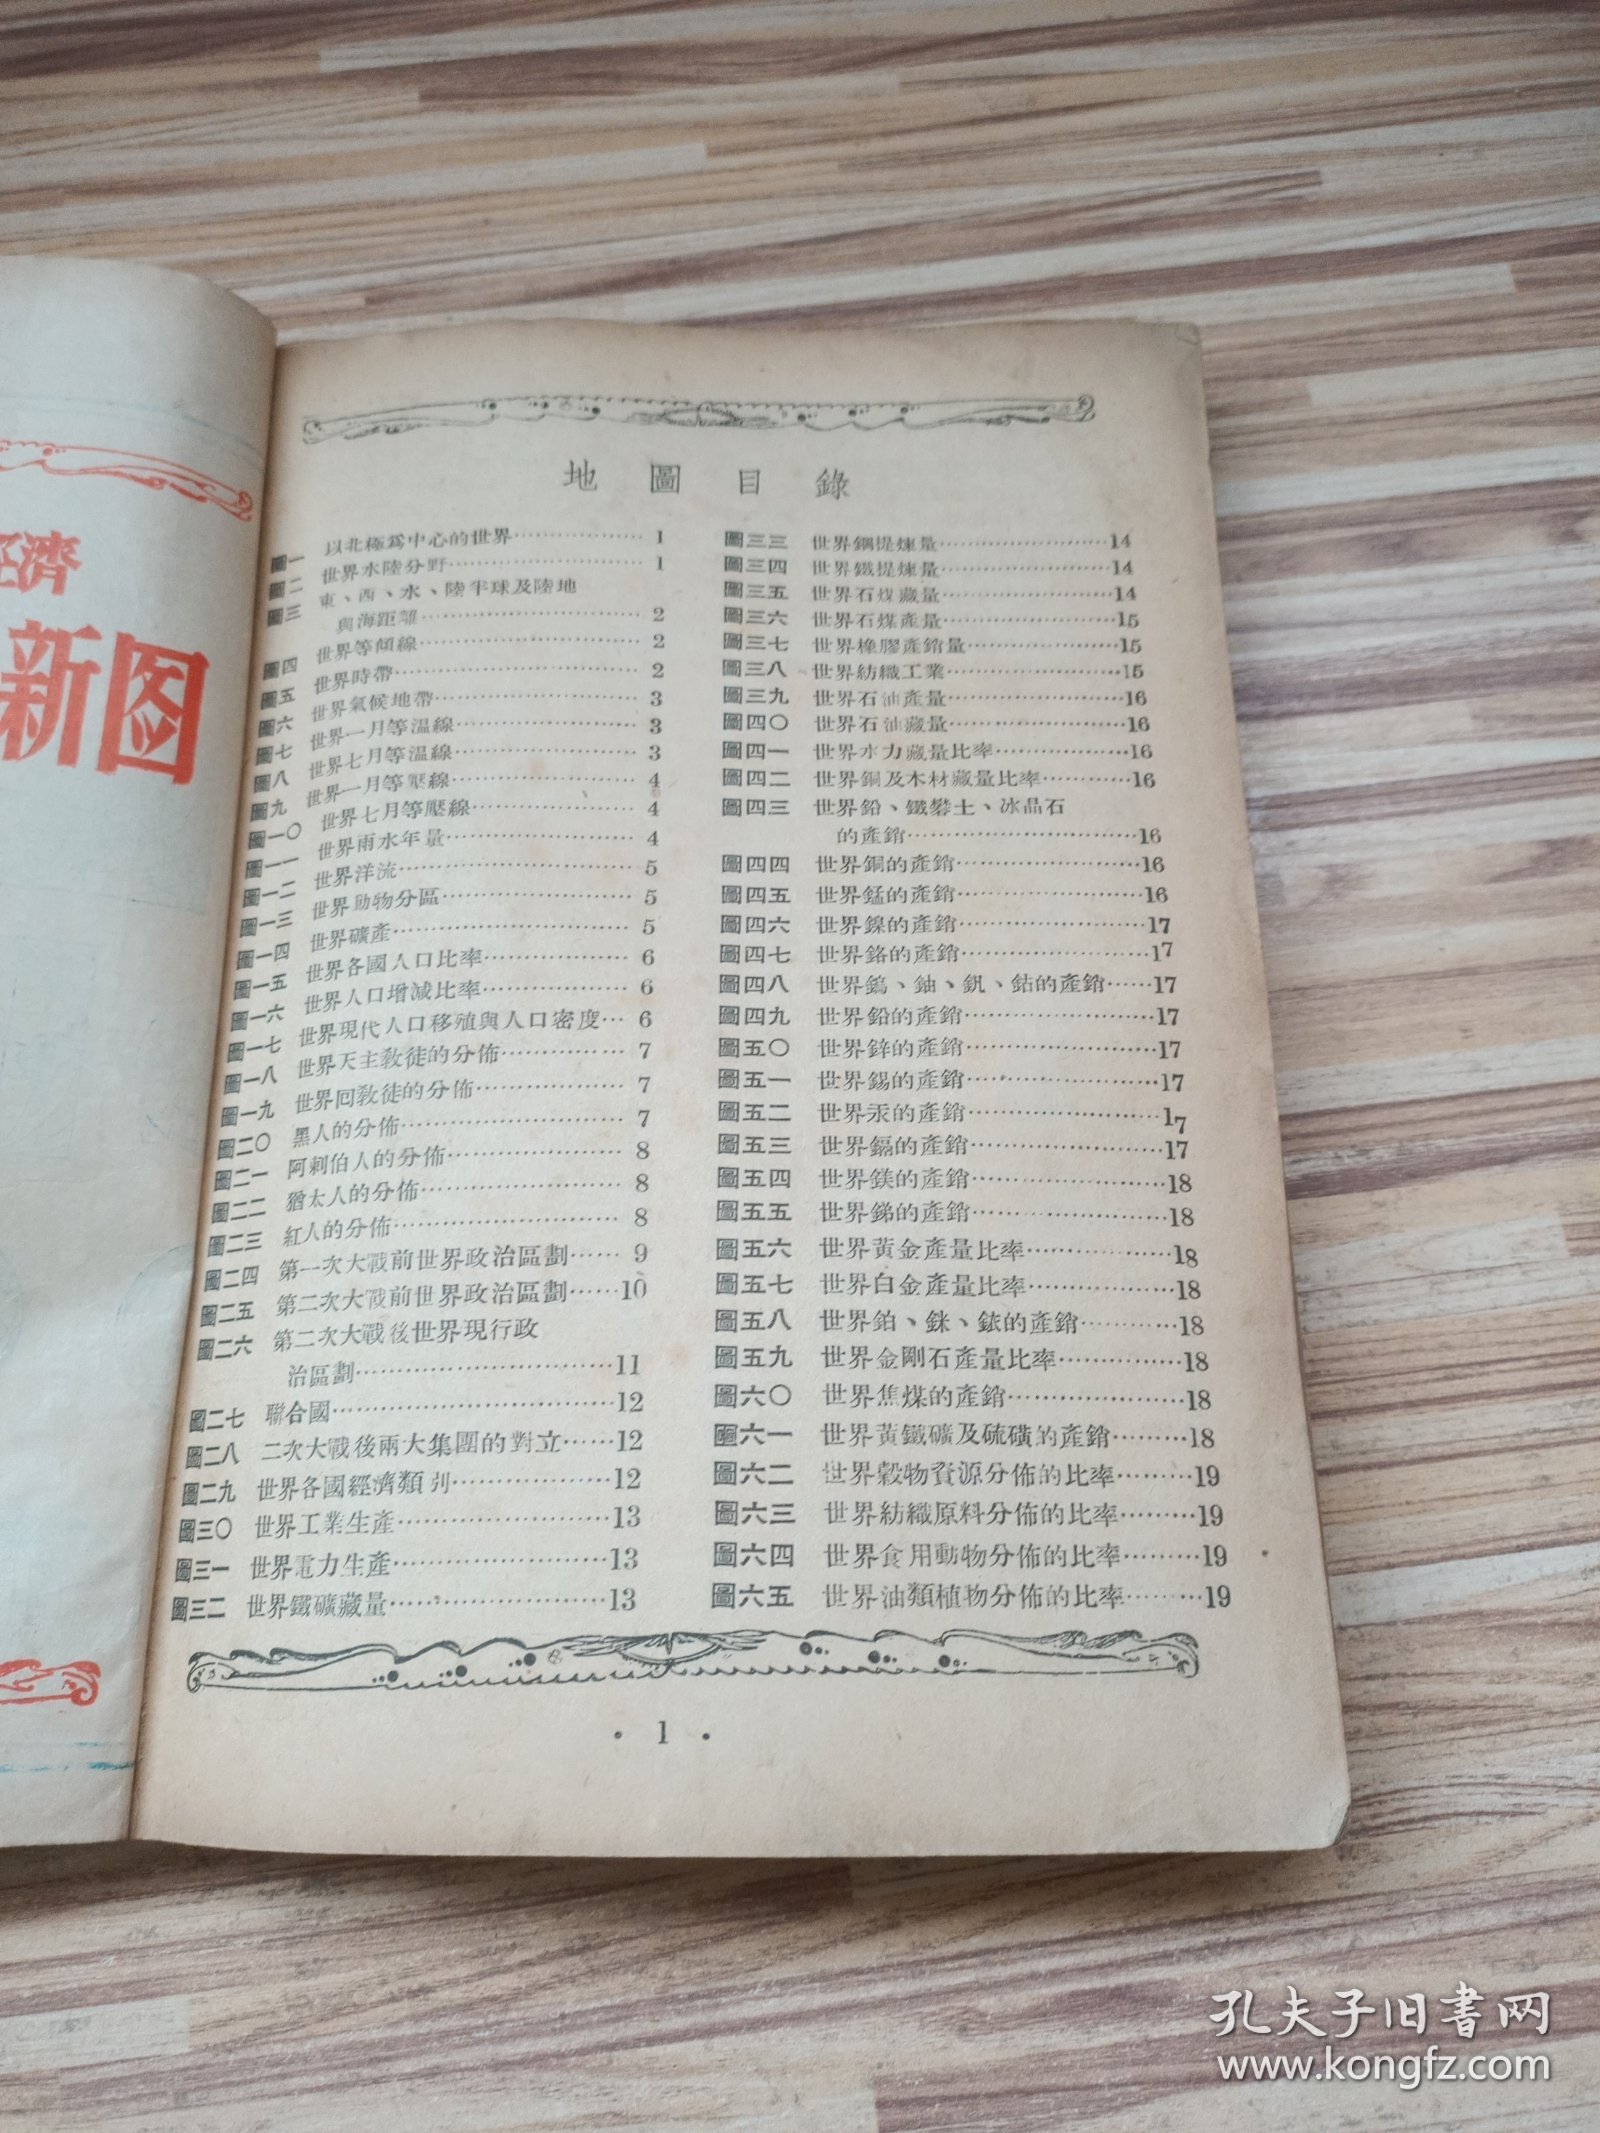 經濟
新図
地圖目錄
圖一 以北極爲中心的世界……………1
圖二 世界水陸分野……………1
圖三 東、西、水、陸半球及陸地
與海距離……………2
圖四 世界等傾線……………2
圖五 世界時帶……………2
圖六 世界氣候地帶……………3
圖七 世界一月等溫線……………3
圖八 世界七月等溫線……………3
圖九 世界一月等壓線……………4
圖一〇 世界七月等壓線……………4
圖一一 世界雨水年量……………4
圖一二 世界洋流……………5
圖一三 世界動物分區……………5
圖一四 世界礦產……………5
圖一五 世界各國人口比率……………6
圖一六 世界人口增減比率……………6
圖一七 世界現代人口移殖與人口密度…6
圖一八 世界天主教徒的分佈……………7
圖一九 世界回教徒的分佈……………7
圖二〇 黑人的分佈……………7
圖二一 阿剌伯人的分佈……………8
圖二二 猶太人的分佈……………8
圖二三 紅人的分佈……………8
圖二四 第一次大戰前世界政治區劃……9
圖二五 第二次大戰前世界政治區劃……10
圖二六 第二次大戰後世界現行政
治區劃……………11
圖二七 聯合國……………12
圖二八 二次大戰後兩大集團的對立……12
圖二九 世界各國經濟類別……………12
圖三〇 世界工業生產……………13
圖三一 世界電力生產……………13
圖三二 世界鐵礦藏量……………13
圖三三 世界鋼提煉量……………14
圖三四 世界鐵提煉量……………14
圖三五 世界石煤藏量……………14
圖三六 世界石煤產量……………15
圖三七 世界橡膠產銷量……………15
圖三八 世界紡織工業……………15
圖三九 世界石油產量……………16
圖四〇 世界石油藏量……………16
圖四一 世界水力藏量比率……………16
圖四二 世界銅及木材藏量比率…………16
圖四三 世界鉛、鐵礬土、冰晶石
的產銷……………16
圖四四 世界銅的產銷……………16
圖四五 世界錳的產銷……………16
圖四六 世界鎳的產銷……………17
圖四七 世界鉻的產銷……………17
圖四八 世界鎢、鈾、釩、鈷的產銷……17
圖四九 世界鉛的產銷……………17
圖五〇 世界鋅的產銷……………17
圖五一 世界錫的產銷……………17
圖五二 世界汞的產銷……………17
圖五三 世界鎘的產銷……………17
圖五四 世界鎂的產銷……………18
圖五五 世界銻的產銷……………18
圖五六 世界黃金產量比率……………18
圖五七 世界白金產量比率……………18
圖五八 世界鉑、銖、銥的產銷…………18
圖五九 世界金剛石產量比率……………18
圖六〇 世界焦煤的產銷……………18
圖六一 世界黃鐵礦及硫磺的產銷………18
圖六二 世界穀物資源分佈的比率………19
圖六三 世界紡織原料分佈的比率………19
圖六四 世界食用動物分佈的比率………19
圖六五 世界油類植物分佈的比率………19
·1·
孔夫子旧書网
www.kongfz.com